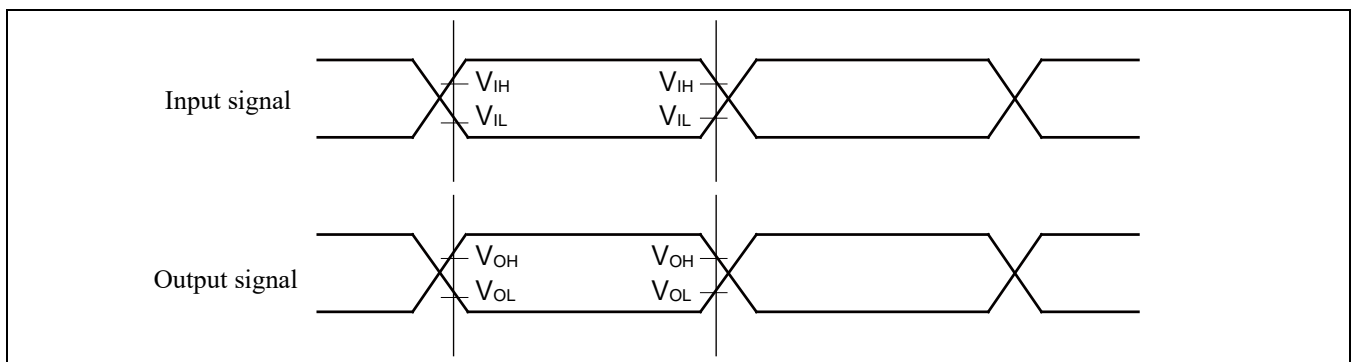 Input signal
VIH VIH
VIL VIL
Output signal
VOH VOH
VOL VOL